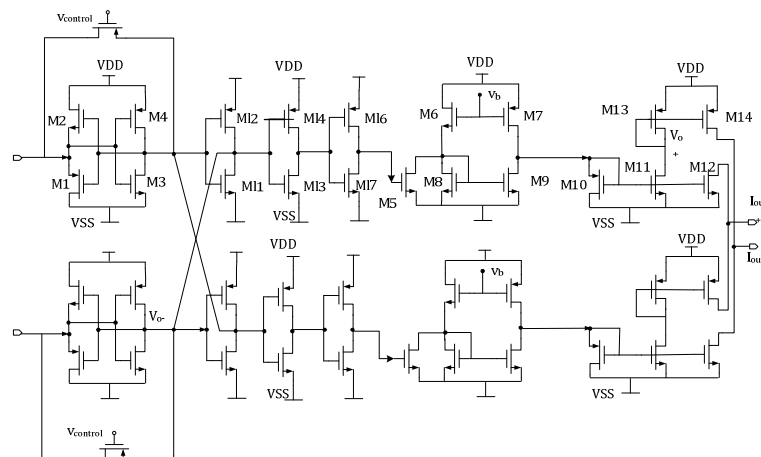 Vcontrol
VDD
VDD
VDD
VDD
M2
M4
Ml2
Ml4
Ml6
M6
vb
M7
M13
M14
Vo
+
M1
M3
Ml1
Ml3
Ml7
M5
M8
M9
M10
M11
M12
VSS
VSS
VSS
Iou
+
Iou
VDD
VDD
vb
Vo-
VSS
VSS
Vcontrol